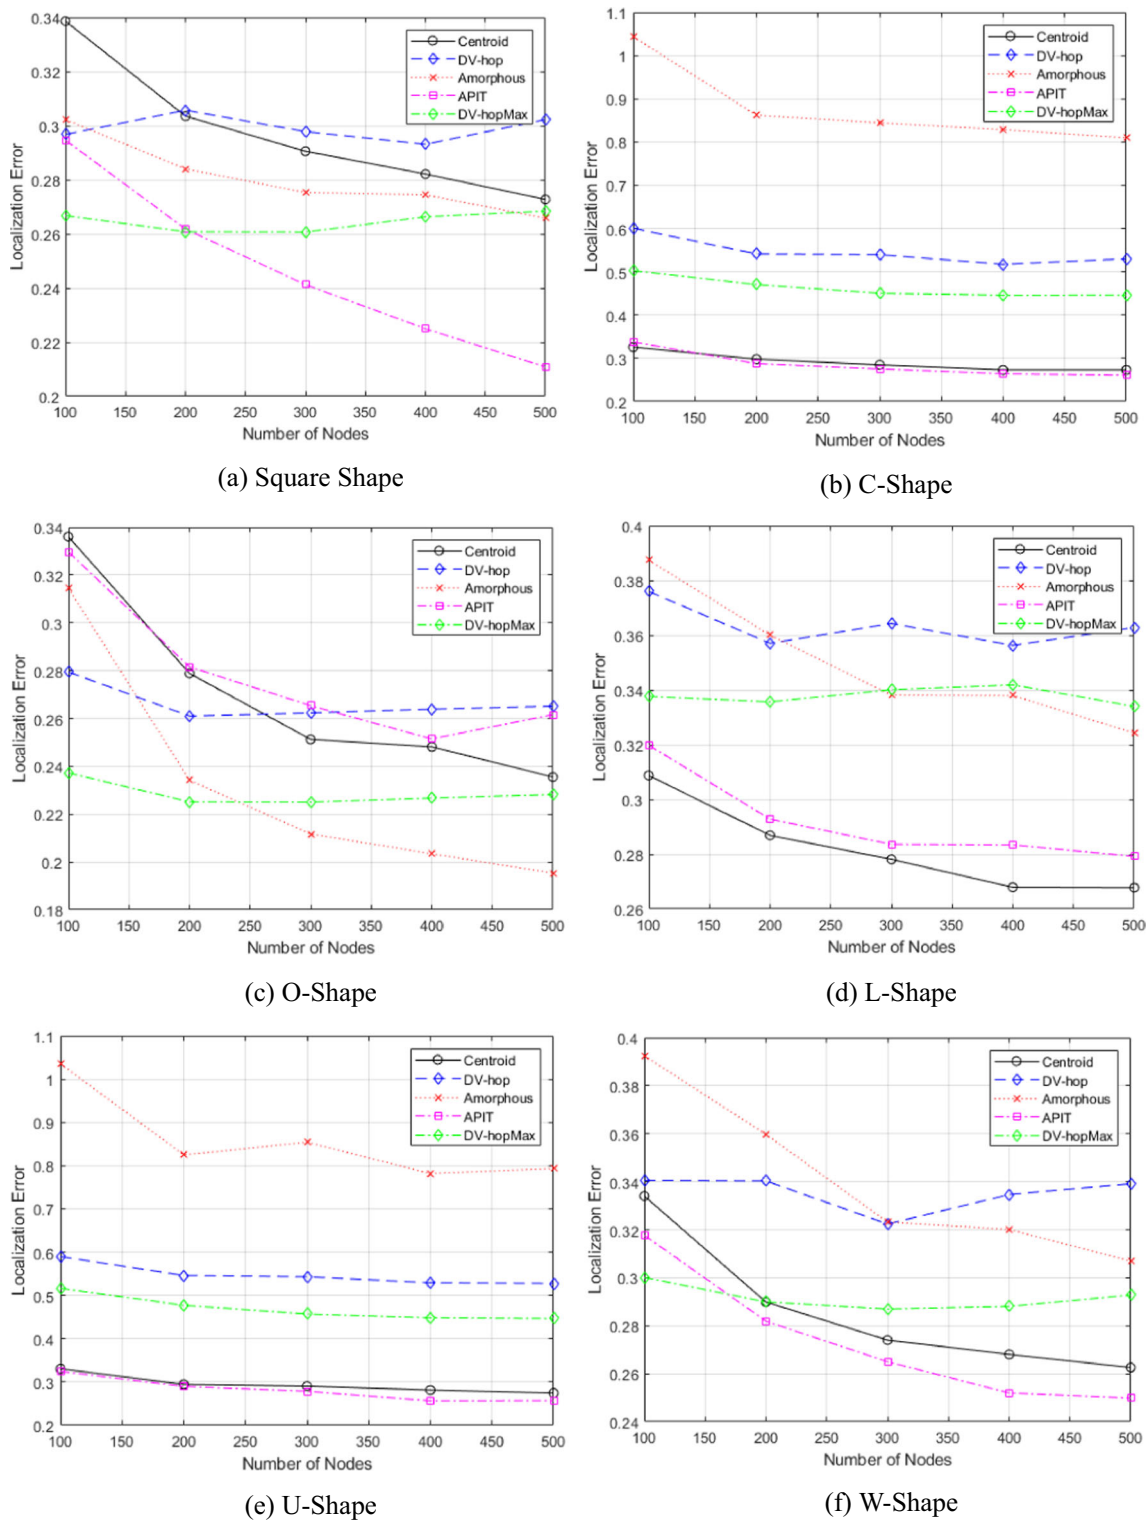 0.34
0.32
0.3
0.28
0.26
0.24
0.22
0.2
Localization Error
100 150 200 250 300 350 400 450 500
Number of Nodes
Centroid
DV-hop
Amorphous
APIT
DV-hopMax
(a) Square Shape
1.1
1
0.9
0.8
0.7
0.6
0.5
0.4
0.3
0.2
Localization Error
100 150 200 250 300 350 400 450 500
Number of Nodes
Centroid
DV-hop
Amorphous
APIT
DV-hopMax
(b) C-Shape
0.34
0.32
0.3
0.28
0.26
0.24
0.22
0.2
0.18
Localization Error
100 150 200 250 300 350 400 450 500
Number of Nodes
Centroid
DV-hop
Amorphous
APIT
DV-hopMax
(c) O-Shape
0.4
0.38
0.36
0.34
0.32
0.3
0.28
0.26
Localization Error
100 150 200 250 300 350 400 450 500
Number of Nodes
Centroid
DV-hop
Amorphous
APIT
DV-hopMax
(d) L-Shape
1.1
1
0.9
0.8
0.7
0.6
0.5
0.4
0.3
0.2
Localization Error
100 150 200 250 300 350 400 450 500
Number of Nodes
Centroid
DV-hop
Amorphous
APIT
DV-hopMax
(e) U-Shape
0.4
0.38
0.36
0.34
0.32
0.3
0.28
0.26
0.24
Localization Error
100 150 200 250 300 350 400 450 500
Number of Nodes
Centroid
DV-hop
Amorphous
APIT
DV-hopMax
(f) W-Shape